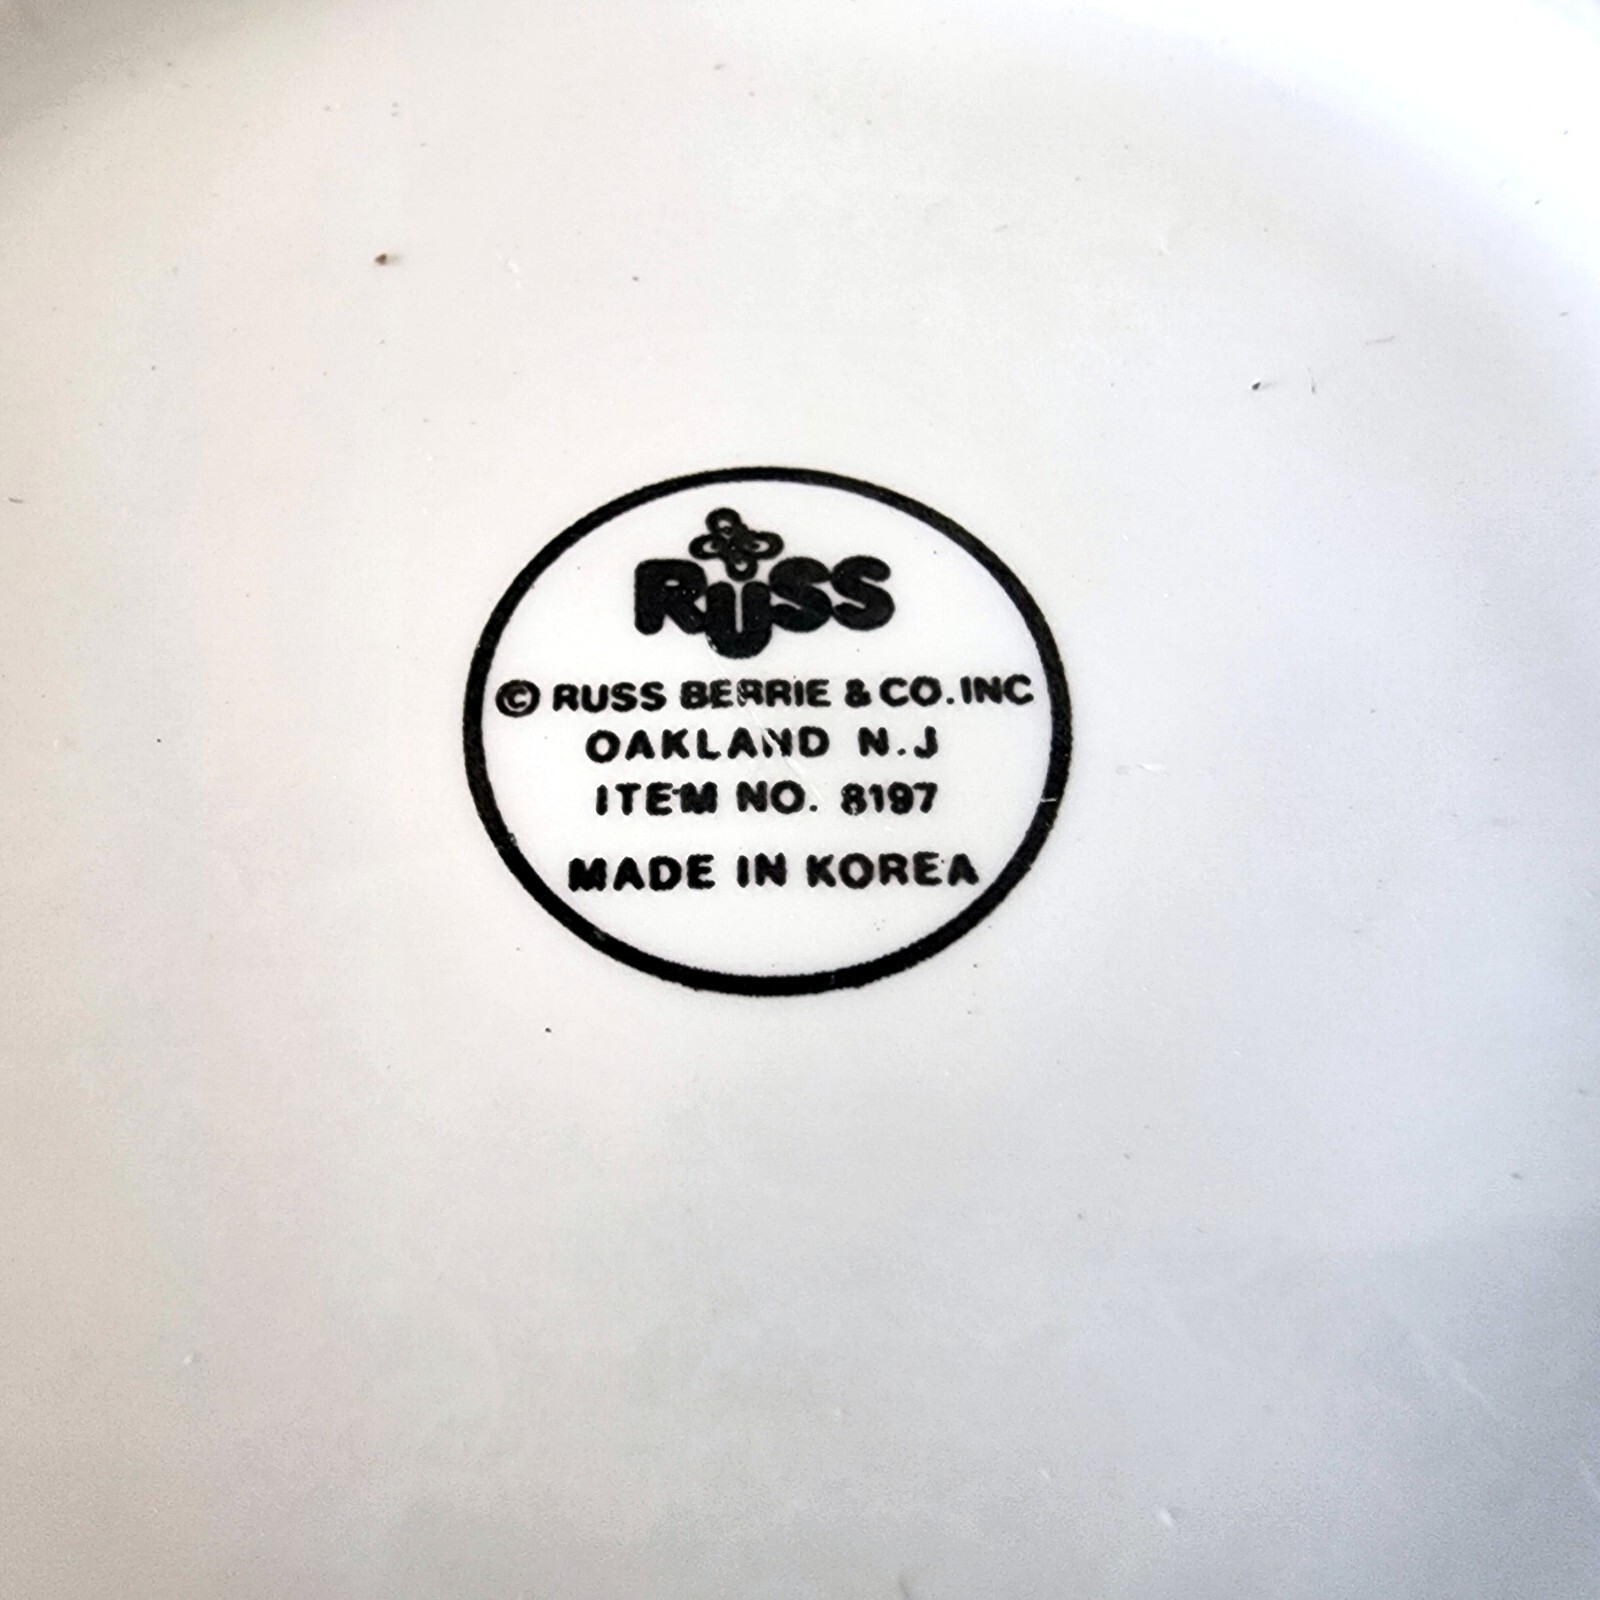 RUSS
© RUSS BERRIE & CO. INC
OAKLAND N.J
ITEM NO. 8197
MADE IN KOREA